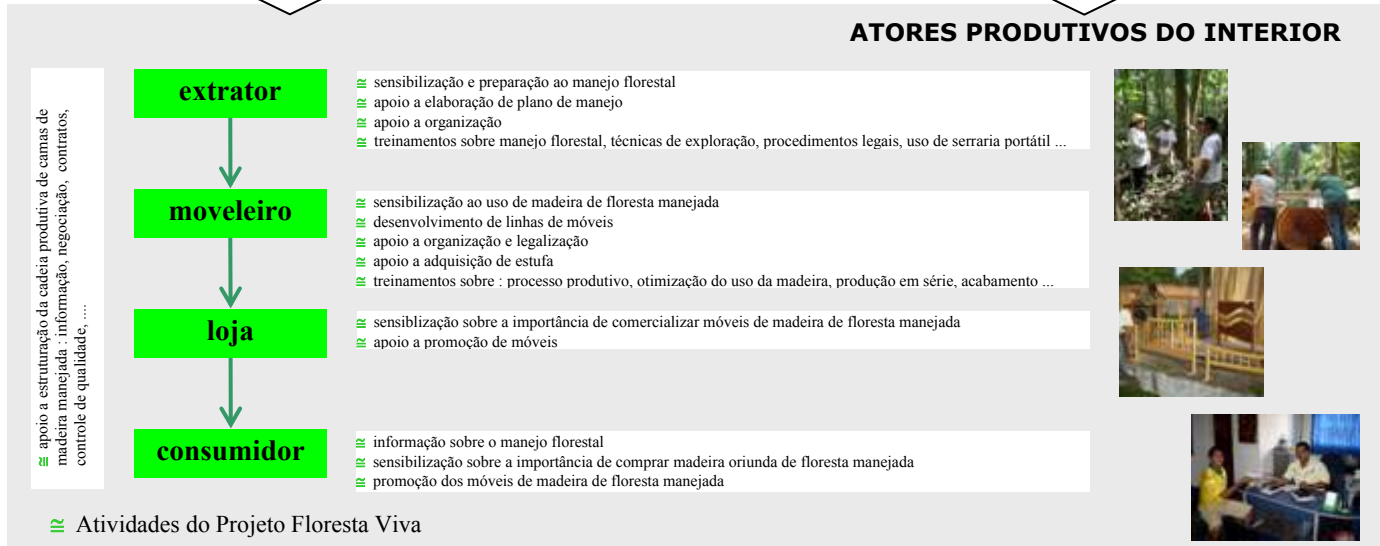 ATORES PRODUTIVOS DO INTERIOR
≅ apoio a estruturação da cadeia produtiva de camas de
madeira manejada : informação, negociação, contratos,
controle de qualidade, ....
extrator
≅ sensibilização e preparação ao manejo florestal
≅ apoio a elaboração de plano de manejo
≅ apoio a organização
≅ treinamentos sobre manejo florestal, técnicas de exploração, procedimentos legais, uso de serraria portátil ...
moveleiro
≅ sensibilização ao uso de madeira de floresta manejada
≅ desenvolvimento de linhas de móveis
≅ apoio a organização e legalização
≅ apoio a adquisição de estufa
≅ treinamentos sobre : processo produtivo, otimização do uso da madeira, produção em série, acabamento ...
loja
≅ sensiblização sobre a importância de comercializar móveis de madeira de floresta manejada
≅ apoio a promoção de móveis
consumidor
≅ informação sobre o manejo florestal
≅ sensibilização sobre a importância de comprar madeira oriunda de floresta manejada
≅ promoção dos móveis de madeira de floresta manejada
≅ Atividades do Projeto Floresta Viva